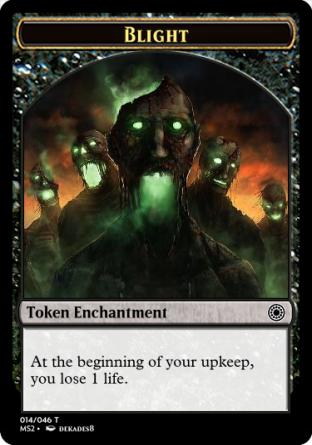 Blight
Token Enchantment
At the beginning of your upkeep,
you lose 1 life.
014/046 T
MS2 • DEKADES8